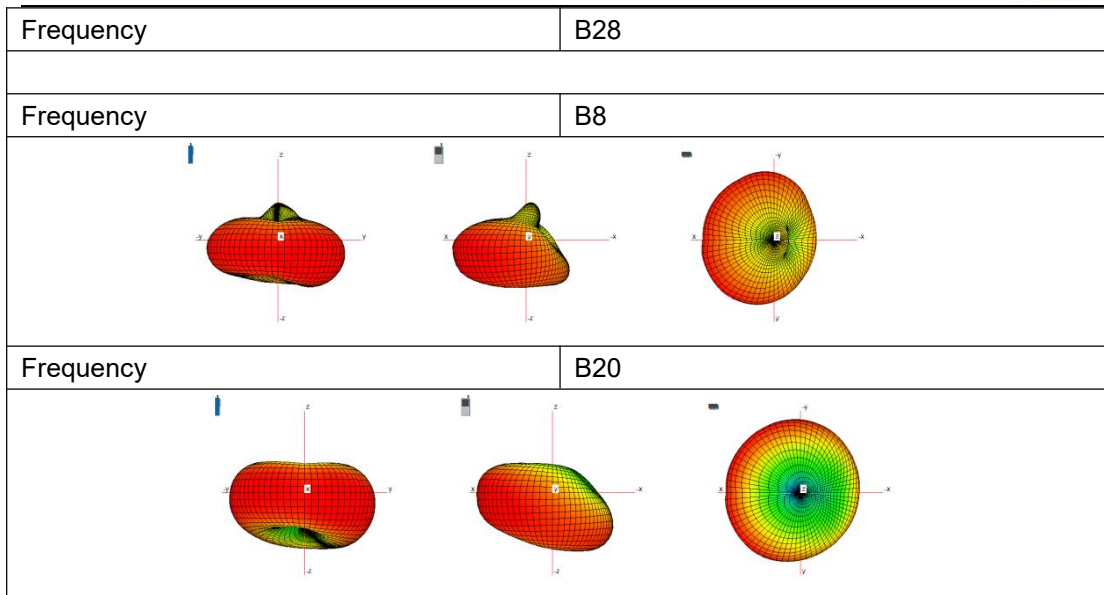 Frequency B28
Frequency B8
z z -y
-y x y x y -x x z -x
-z -z y
Frequency B20
z z -y
-y x y x y -x x z -x
-z -z y